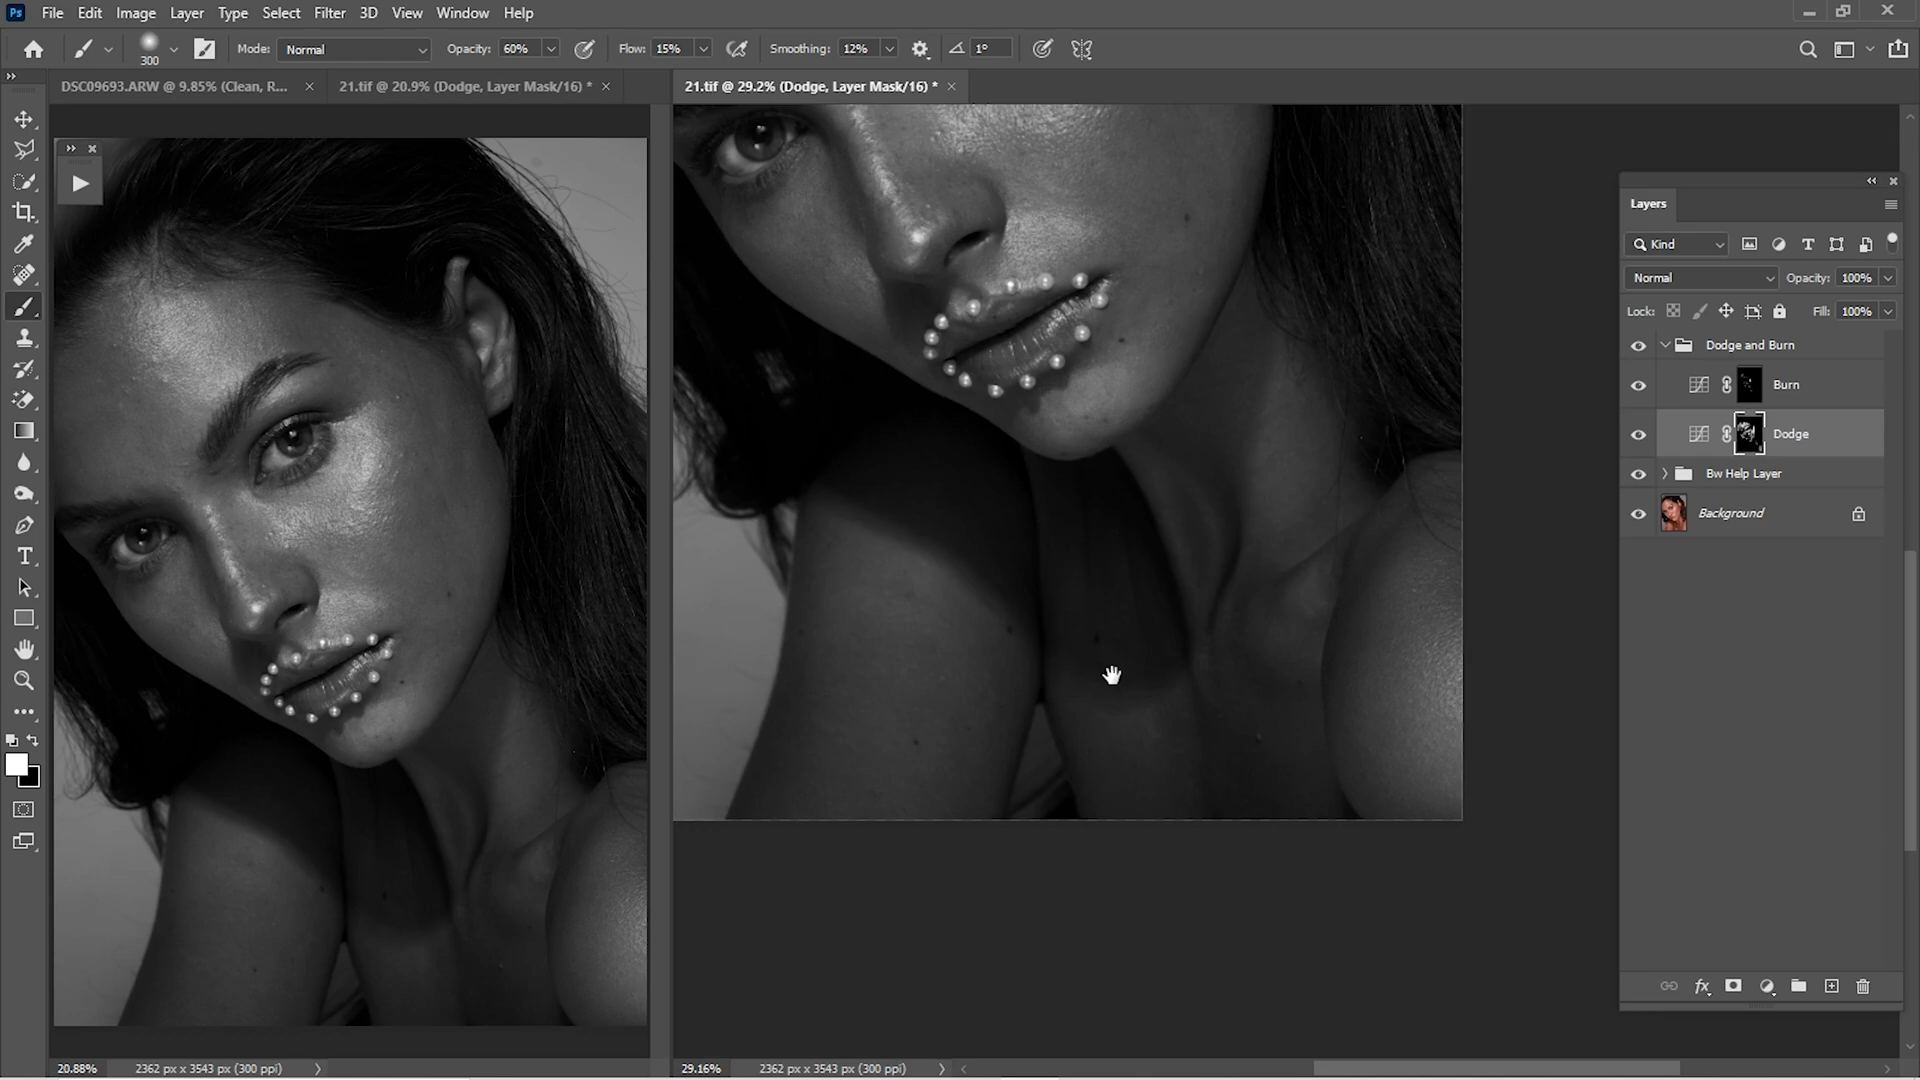 Ps File Edit Image Layer Type Select Filter 3D View Window Help
300 Mode: Normal Opacity: 60% Flow: 15% Smoothing: 12% 1°
DSC09693.ARW @ 9.85% (Clean, R... 21.tif @ 20.9% (Dodge, Layer Mask/16) * 21.tif @ 29.2% (Dodge, Layer Mask/16) *
Layers
Kind
Normal Opacity: 100%
Lock: Fill: 100%
Dodge and Burn
Burn
Dodge
Bw Help Layer
Background
fx
20.88% 2362 px x 3543 px (300 ppi) 29.16% 2362 px x 3543 px (300 ppi)